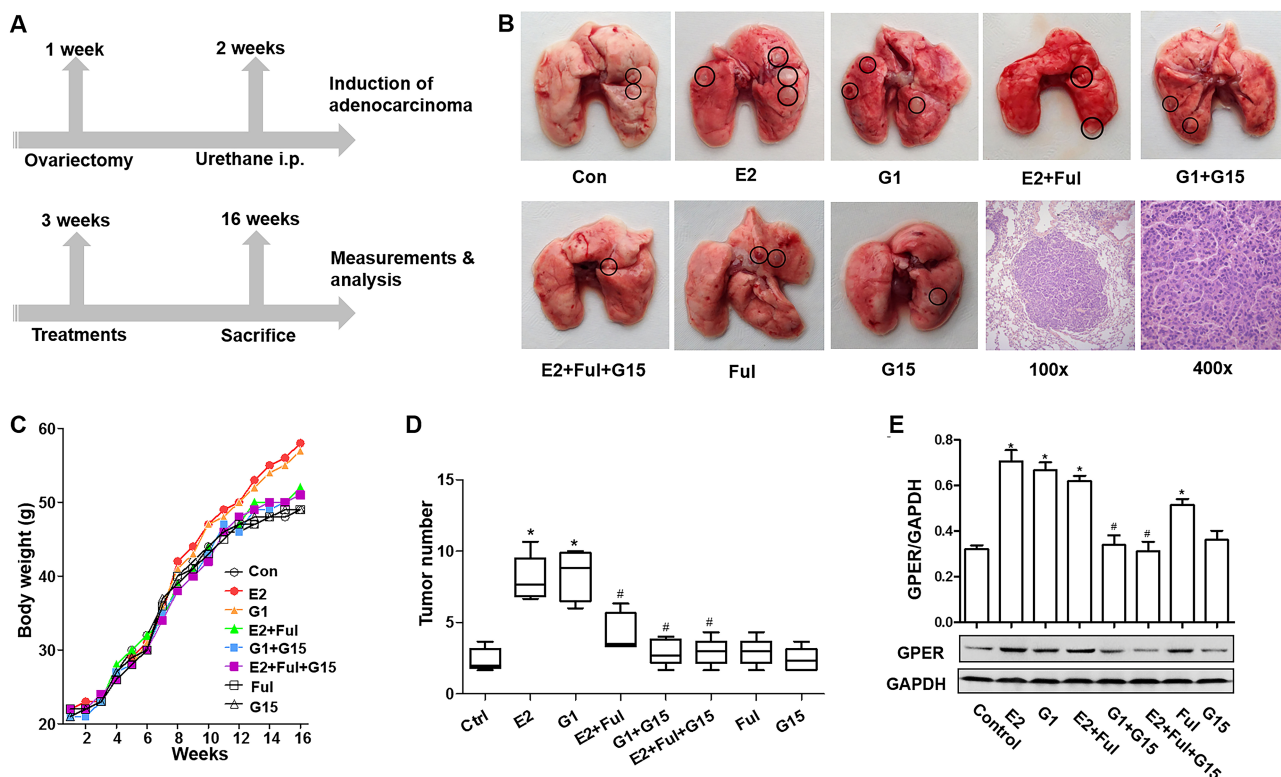 A
1 week
2 weeks
Induction of
adenocarcinoma
Ovariectomy
Urethane i.p.
3 weeks
16 weeks
Measurements &
analysis
Treatments
Sacrifice
B
Con
E2
G1
E2+Ful
G1+G15
E2+Ful+G15
Ful
G15
100x
400x
C
Body weight (g)
60
50
40
30
20
2 4 6 8 10 12 14 16
Weeks
Con
E2
G1
E2+Ful
G1+G15
E2+Ful+G15
Ful
G15
D
Tumor number
15
10
5
0
* * # # #
Ctrl
E2
G1
E2+Ful
G1+G15
E2+Ful+G15
Ful
G15
E
GPER/GAPDH
0.8
0.6
0.4
0.2
0.0
* * * # # *
GPER
GAPDH
Control
E2
G1
E2+Ful
G1+G15
E2+Ful+G15
Ful
G15